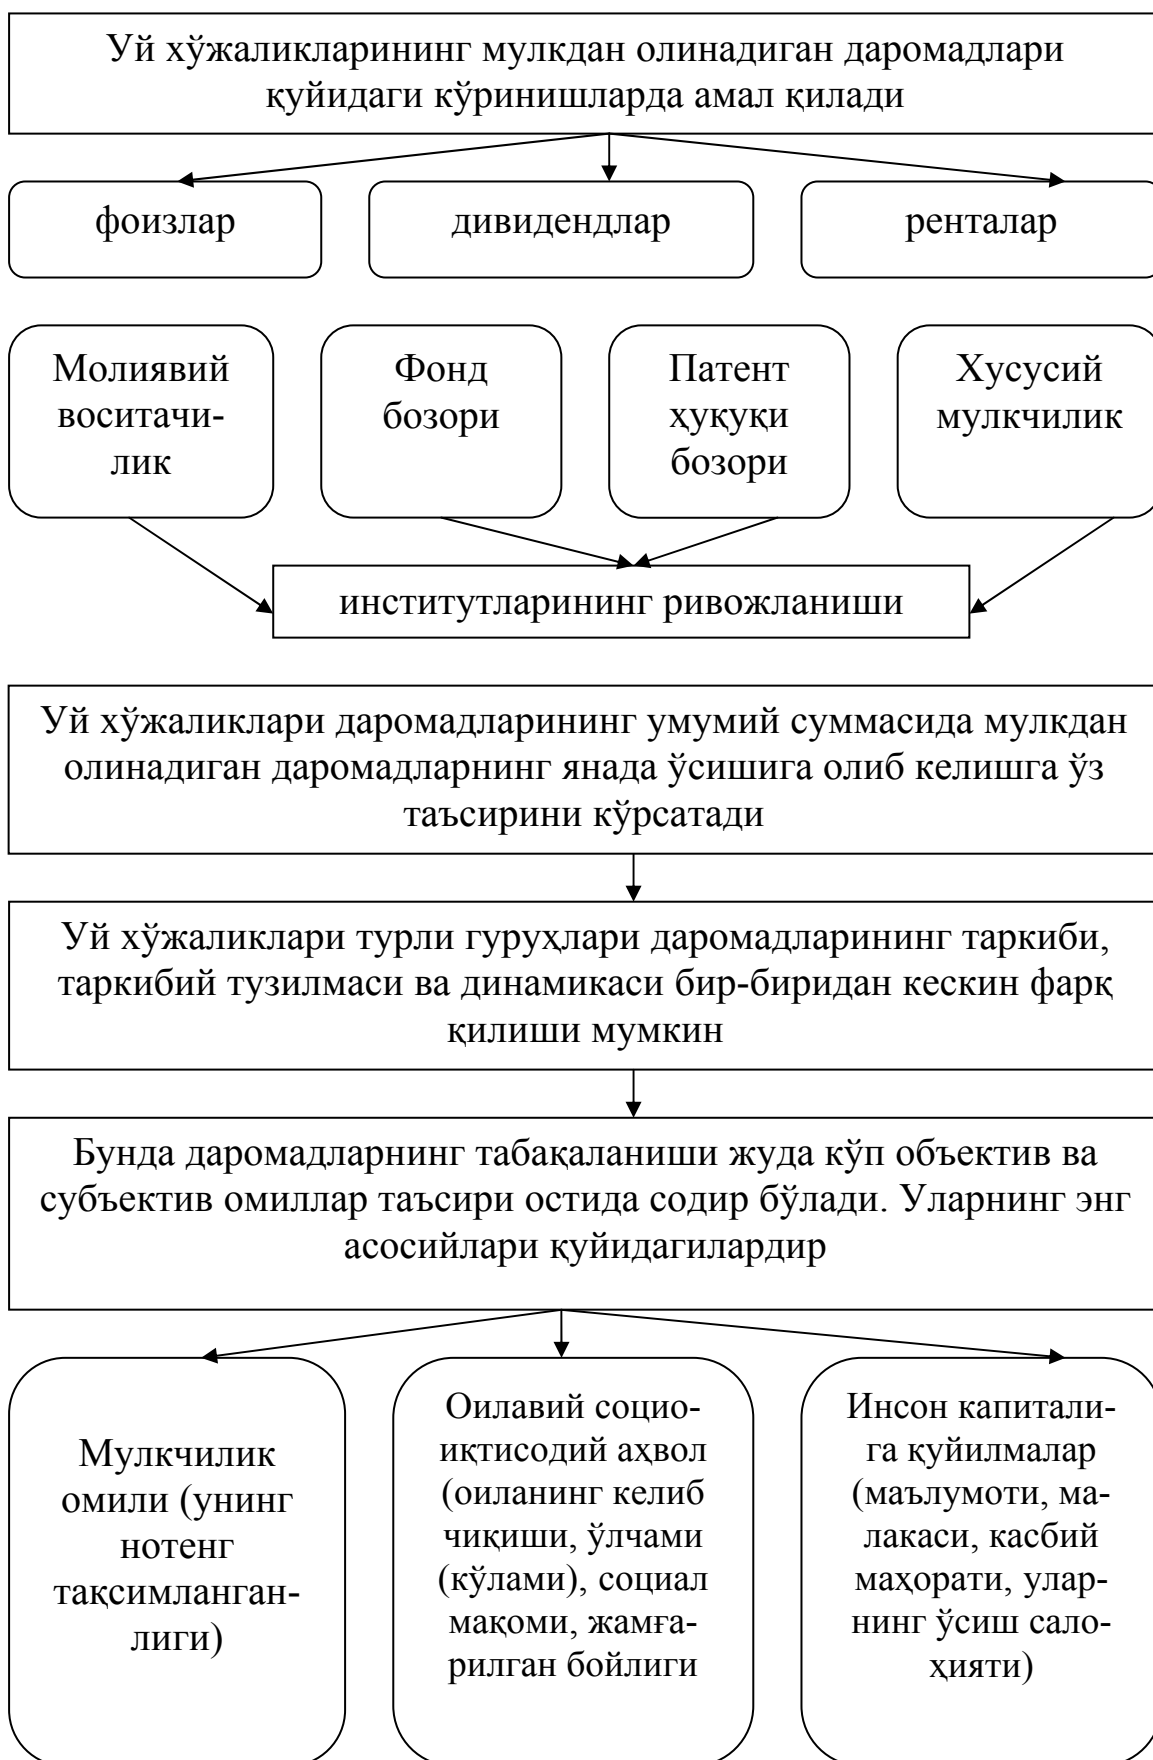 Уй хўжаликларининг мулкдан олинадиган даромадлари
қуйидаги кўринишларда амал қилади
фоизлар
дивидендлар
ренталар
Молиявий
воситачи-
лик
Фонд
бозори
Патент
ҳуқуқи
бозори
Хусусий
мулкчилик
институтларининг ривожланиши
Уй хўжаликлари даромадларининг умумий суммасида мулкдан
олинадиган даромадларнинг янада ўсишига олиб келишга ўз
таъсирини кўрсатади
Уй хўжаликлари турли гуруҳлари даромадларининг таркиби,
таркибий тузилмаси ва динамикаси бир-биридан кескин фарқ
қилиши мумкин
Бунда даромадларнинг табақаланиши жуда кўп объектив ва
субъектив омиллар таъсири остида содир бўлади. Уларнинг энг
асосийлари қуйидагилардир
Мулкчилик
омили (унинг
нотенг
тақсимланган-
лиги)
Оилавий социо-
иқтисодий аҳвол
(оиланинг келиб
чиқиши, ўлчами
(кўлами), социал
мақоми, жамға-
рилган бойлиги
Инсон капитали-
га қуйилмалар
(маълумоти, ма-
лакаси, касбий
маҳорати, улар-
нинг ўсиш сало-
ҳияти)